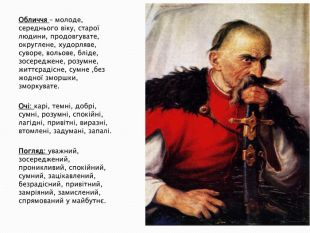 Обличчя – молоде,
середнього віку, старої
людини, продовгувате,
округлене, худорляве,
суворе, вольове, бліде,
зосереджене, розумне,
життєрадісне, сумне ,без
жодної зморшки,
зморкувате.
Очі: карі, темні, добрі,
сумні, розумні, спокійні,
лагідні, привітні, виразні,
втомлені, задумані, запалі.
Погляд: уважний,
зосереджений,
проникливий, спокійний,
сумний, зацікавлений,
безрадісний, привітний,
замріяний, замислений,
спрямований у майбутнє.